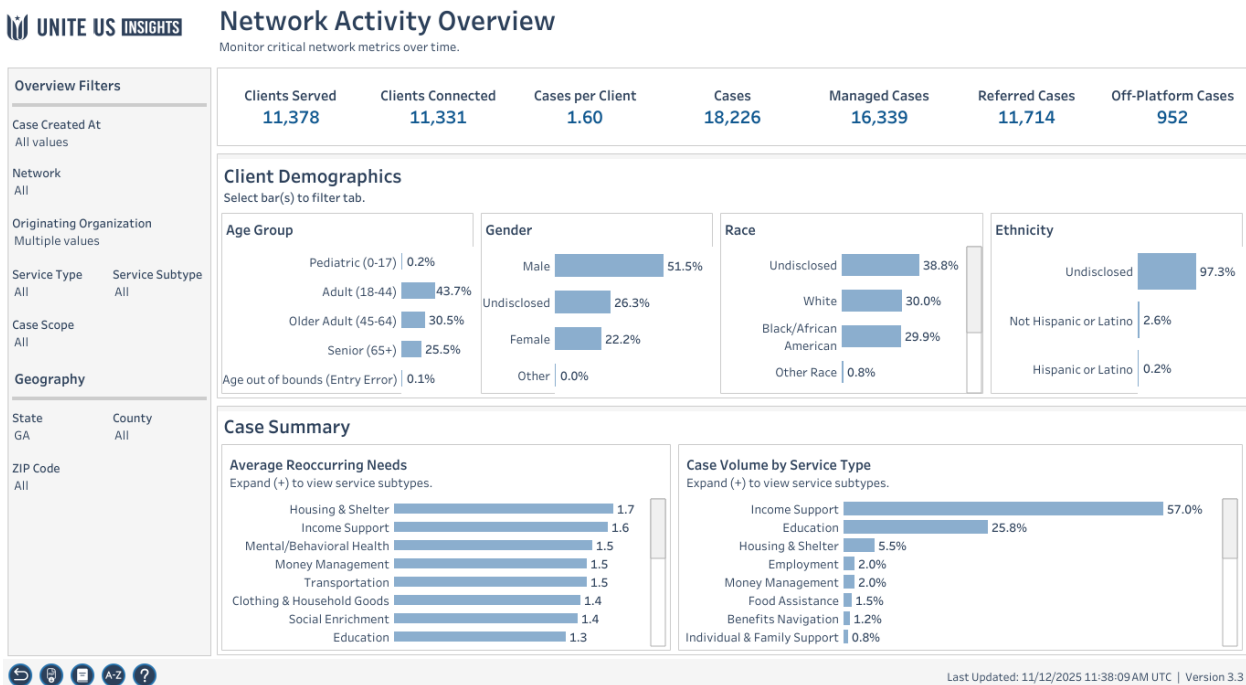 UNITE US INSIGHTS
Network Activity Overview
Monitor critical network metrics over time.
Overview Filters
Case Created At
All values
Network
All
Originating Organization
Multiple values
Service Type Service Subtype
All All
Case Scope
All
Geography
State County
GA All
ZIP Code
All
Clients Served Clients Connected Cases per Client Cases Managed Cases Referred Cases Off-Platform Cases
11,378 11,331 1.60 18,226 16,339 11,714 952
Client Demographics
Select bar(s) to filter tab.
Age Group
Pediatric (0-17) 0.2%
Adult (18-44) 43.7%
Older Adult (45-64) 30.5%
Senior (65+) 25.5%
Age out of bounds (Entry Error) 0.1%
Gender
Male 51.5%
Undisclosed 26.3%
Female 22.2%
Other 0.0%
Race
Undisclosed 38.8%
White 30.0%
Black/African
American 29.9%
Other Race 0.8%
Ethnicity
Undisclosed 97.3%
Not Hispanic or Latino 2.6%
Hispanic or Latino 0.2%
Case Summary
Average Reoccurring Needs
Expand (+) to view service subtypes.
Housing & Shelter 1.7
Income Support 1.6
Mental/Behavioral Health 1.5
Money Management 1.5
Transportation 1.5
Clothing & Household Goods 1.4
Social Enrichment 1.4
Education 1.3
Case Volume by Service Type
Expand (+) to view service subtypes.
Income Support 57.0%
Education 25.8%
Housing & Shelter 5.5%
Employment 2.0%
Money Management 2.0%
Food Assistance 1.5%
Benefits Navigation 1.2%
Individual & Family Support 0.8%
A-Z ?
Last Updated: 11/12/2025 11:38:09 AM UTC | Version 3.3